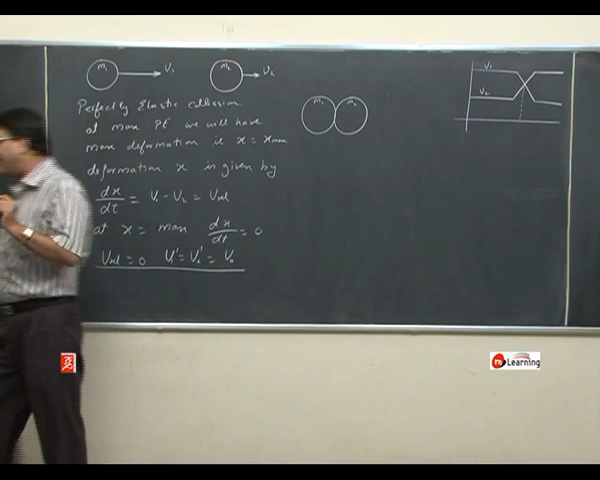 m₁ V₁ m₂ V₂
Perfectly Elastic collission
at max PE we will have
max deformation ie x = xmax
deformation x is given by
dx/dt = V₁ - V₂ = Vrel
at x = max dx/dt = 0
Vrel = 0 V₁' = V₂' = V₀
m₁ m₂
V₁
V₂
Learning